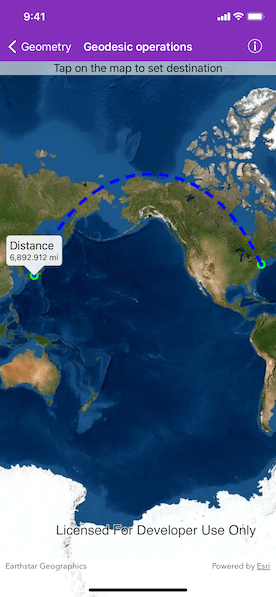 9:41
Geometry
Geodesic operations
Tap on the map to set destination
Distance
6,892.912 mi
Licensed For Developer Use Only
Earthstar Geographics
Powered by Esri